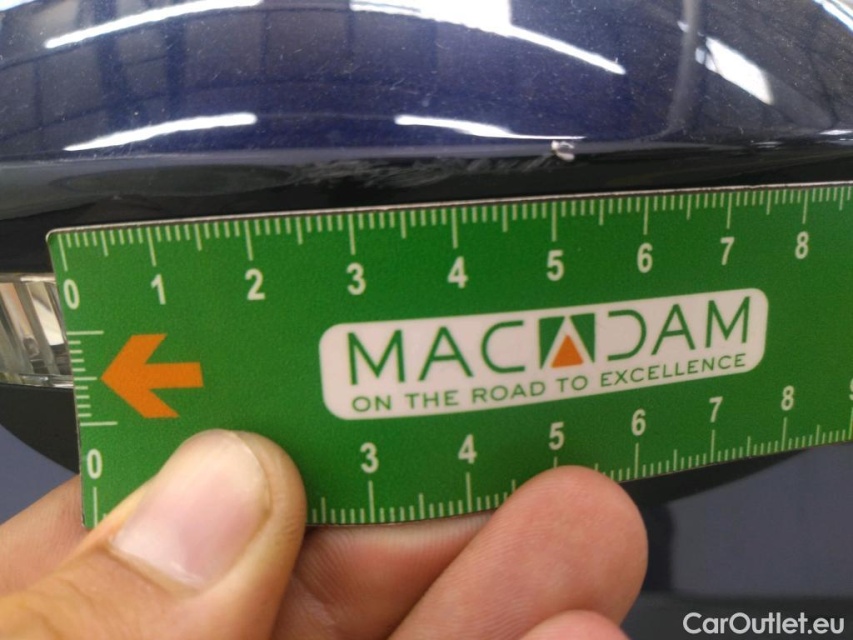 0 1 2 3 4 5 6 7 8
MACADAM
ON THE ROAD TO EXCELLENCE
0 3 4 5 6 7 8
CarOutlet.eu